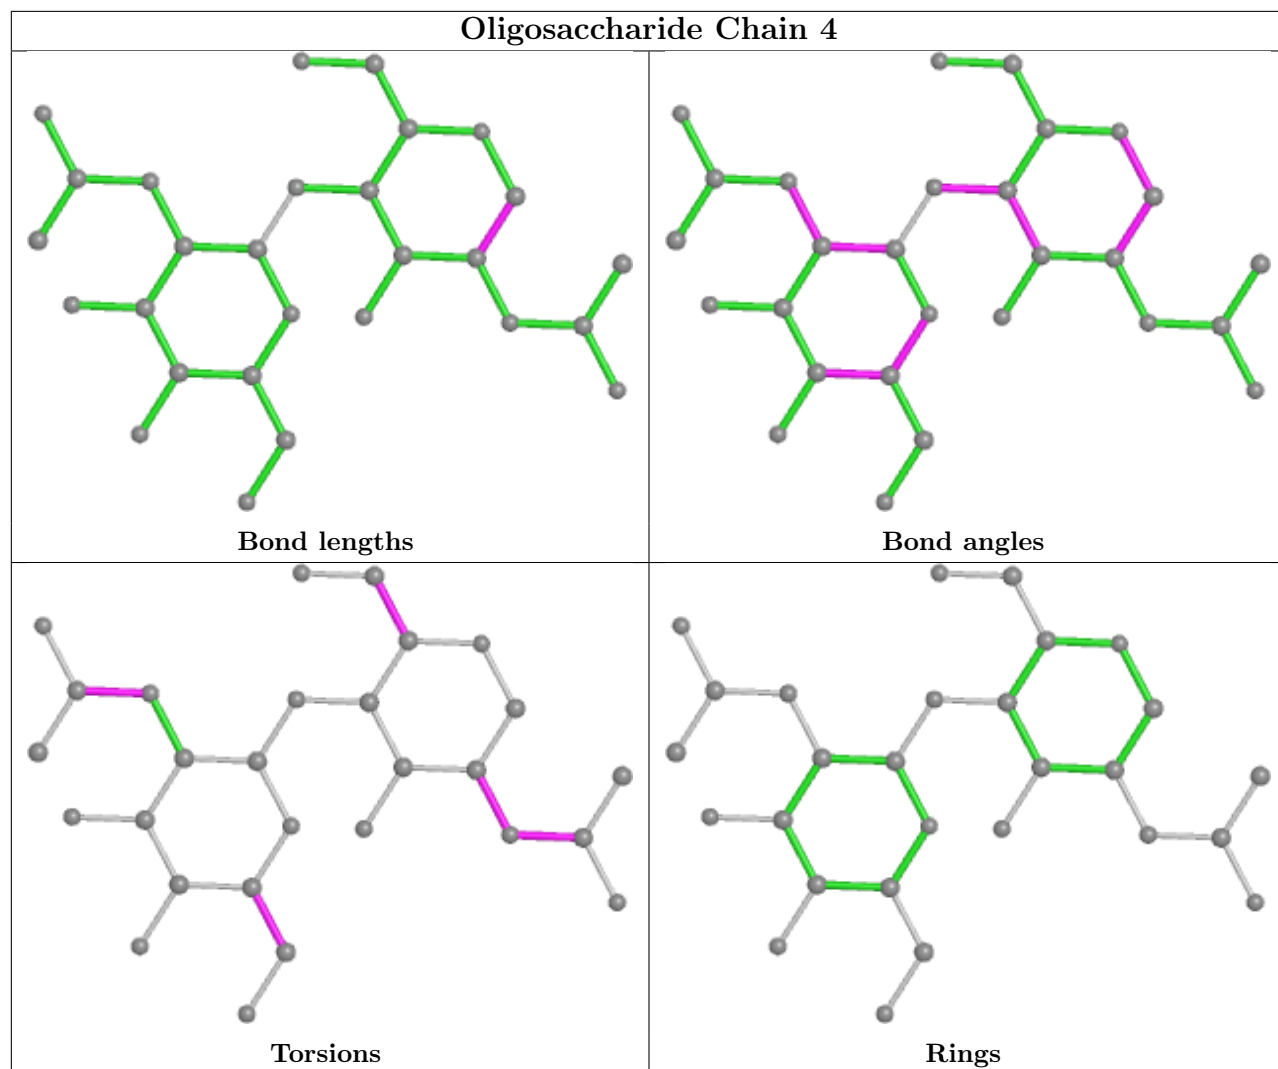 Oligosaccharide Chain 4
Bond lengths
Bond angles
Torsions
Rings